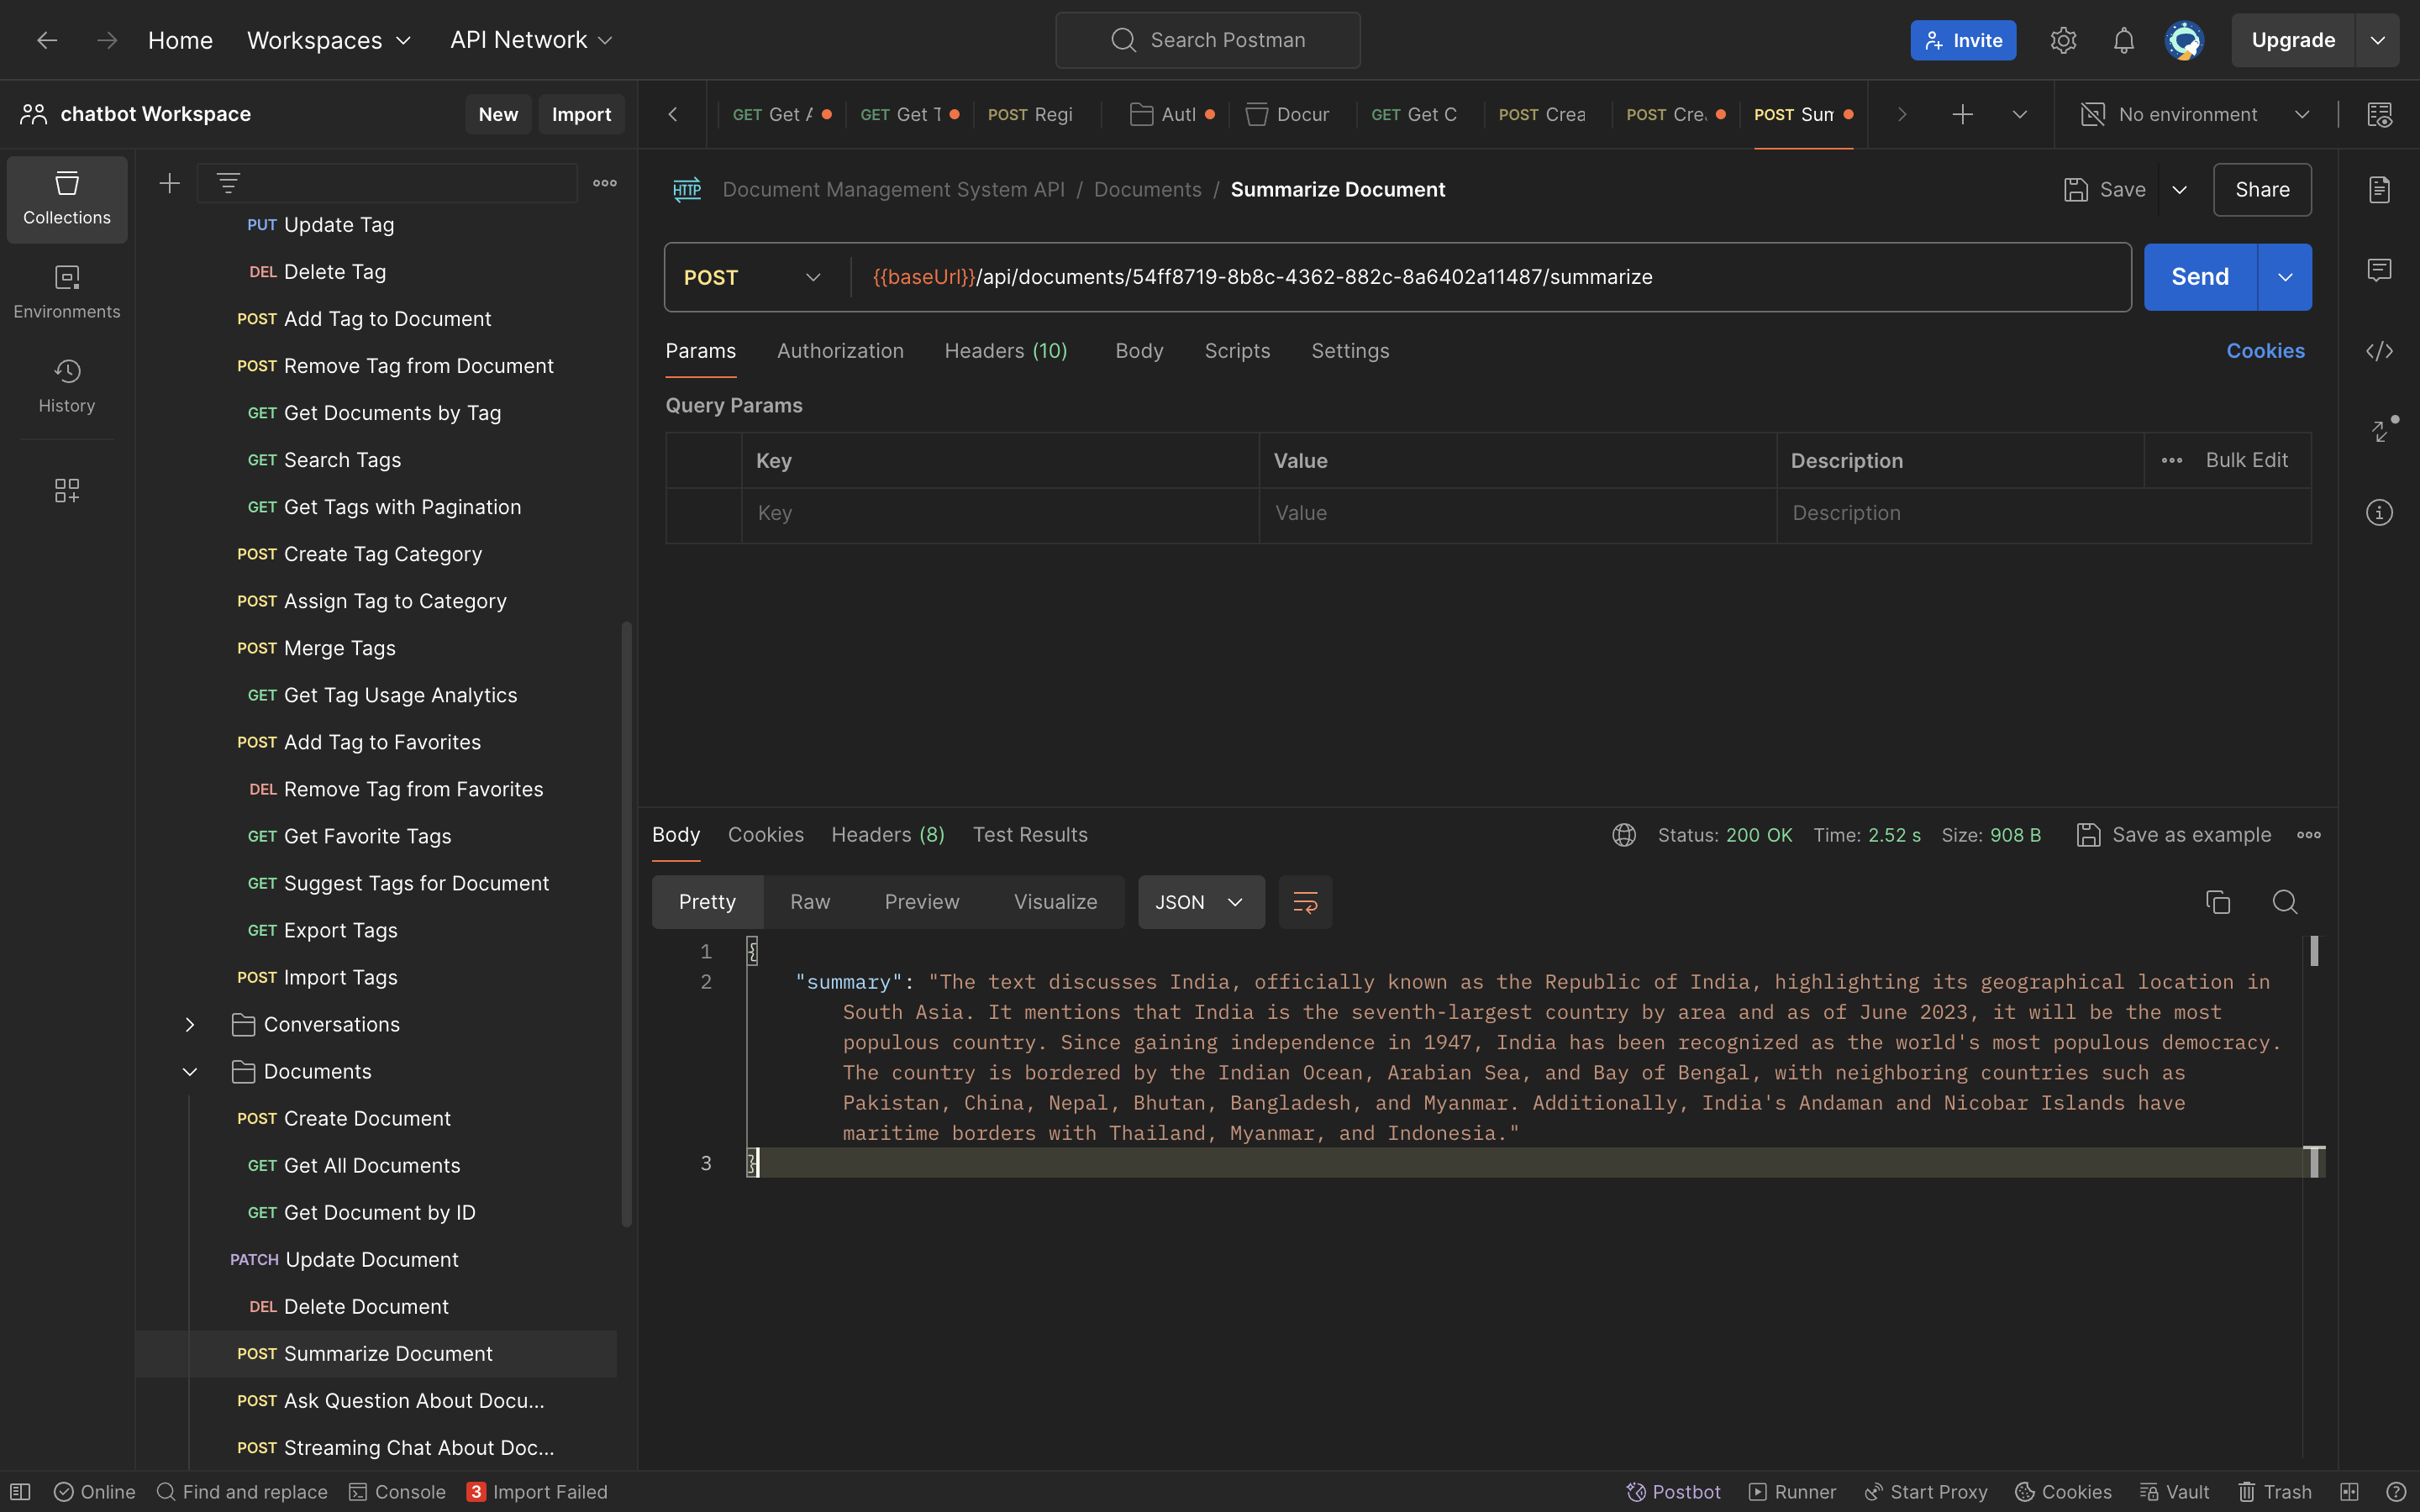 Home
Workspaces
API Network
Search Postman
Invite
Upgrade
chatbot Workspace
New
Import
GET Get A
GET Get T
POST Regi
Autl
Docur
GET Get C
POST Crea
POST Cre
POST Sum
No environment
Collections
Environments
History
PUT Update Tag
DEL Delete Tag
POST Add Tag to Document
POST Remove Tag from Document
GET Get Documents by Tag
GET Search Tags
GET Get Tags with Pagination
POST Create Tag Category
POST Assign Tag to Category
POST Merge Tags
GET Get Tag Usage Analytics
POST Add Tag to Favorites
DEL Remove Tag from Favorites
GET Get Favorite Tags
GET Suggest Tags for Document
GET Export Tags
POST Import Tags
Conversations
Documents
POST Create Document
GET Get All Documents
GET Get Document by ID
PATCH Update Document
DEL Delete Document
POST Summarize Document
POST Ask Question About Docu...
POST Streaming Chat About Doc...
HTTP Document Management System API / Documents / Summarize Document
Save
Share
POST
{{baseUrl}}/api/documents/54ff8719-8b8c-4362-882c-8a6402a11487/summarize
Send
Params
Authorization
Headers (10)
Body
Scripts
Settings
Cookies
Query Params
Key
Value
Description
Bulk Edit
Key
Value
Description
Body
Cookies
Headers (8)
Test Results
Status: 200 OK
Time: 2.52 s
Size: 908 B
Save as example
Pretty
Raw
Preview
Visualize
JSON
1 {
2 "summary": "The text discusses India, officially known as the Republic of India, highlighting its geographical location in
South Asia. It mentions that India is the seventh-largest country by area and as of June 2023, it will be the most
populous country. Since gaining independence in 1947, India has been recognized as the world's most populous democracy.
The country is bordered by the Indian Ocean, Arabian Sea, and Bay of Bengal, with neighboring countries such as
Pakistan, China, Nepal, Bhutan, Bangladesh, and Myanmar. Additionally, India's Andaman and Nicobar Islands have
maritime borders with Thailand, Myanmar, and Indonesia."
3 }
Online
Find and replace
Console
3 Import Failed
Postbot
Runner
Start Proxy
Cookies
Vault
Trash